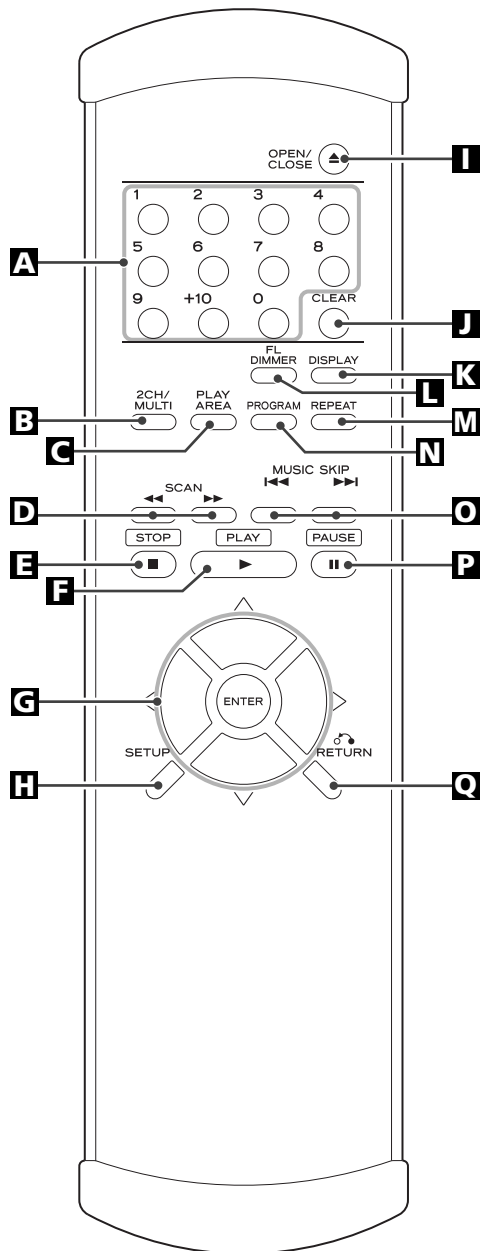 OPEN/
CLOSE
I
1 2 3 4
A
5 6 7 8
9 +10 0 CLEAR
J
FL
DIMMER DISPLAY
K
L
2CH/
MULTI PLAY
AREA PROGRAM REPEAT
B
M
C
N
SCAN MUSIC SKIP
D
O
STOP PLAY PAUSE
E
P
F
G
ENTER
SETUP RETURN
H
Q